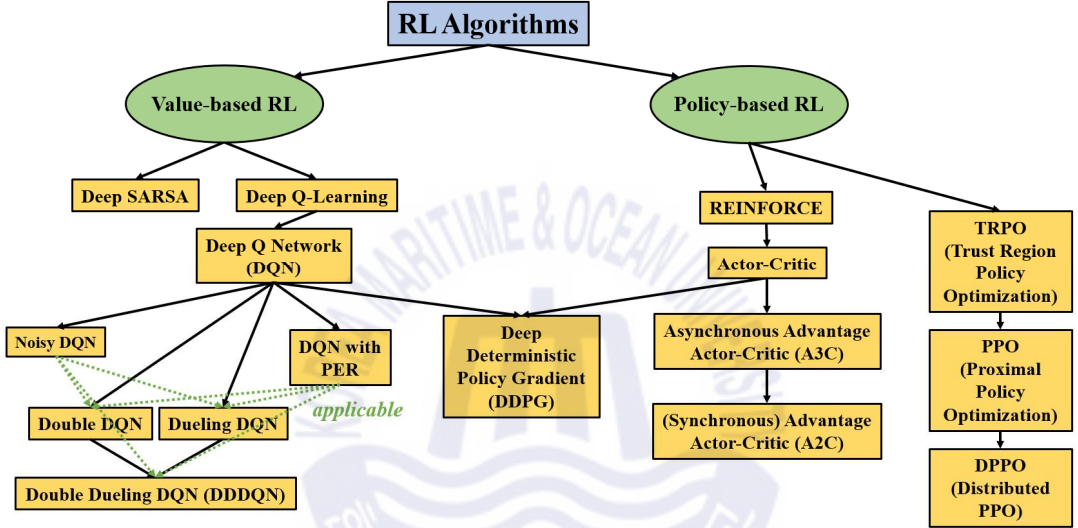 RL Algorithms
Value-based RL
Policy-based RL
Deep SARSA
Deep Q-Learning
REINFORCE
TRPO
(Trust Region
Policy
Optimization)
Deep Q Network
(DQN)
Actor-Critic
Noisy DQN
DQN with
PER
Deep
Deterministic
Policy Gradient
(DDPG)
Asynchronous Advantage
Actor-Critic (A3C)
PPO
(Proximal
Policy
Optimization)
applicable
Double DQN
Dueling DQN
(Synchronous) Advantage
Actor-Critic (A2C)
Double Dueling DQN (DDDQN)
DPPO
(Distributed
PPO)
MARITIME & OCEAN